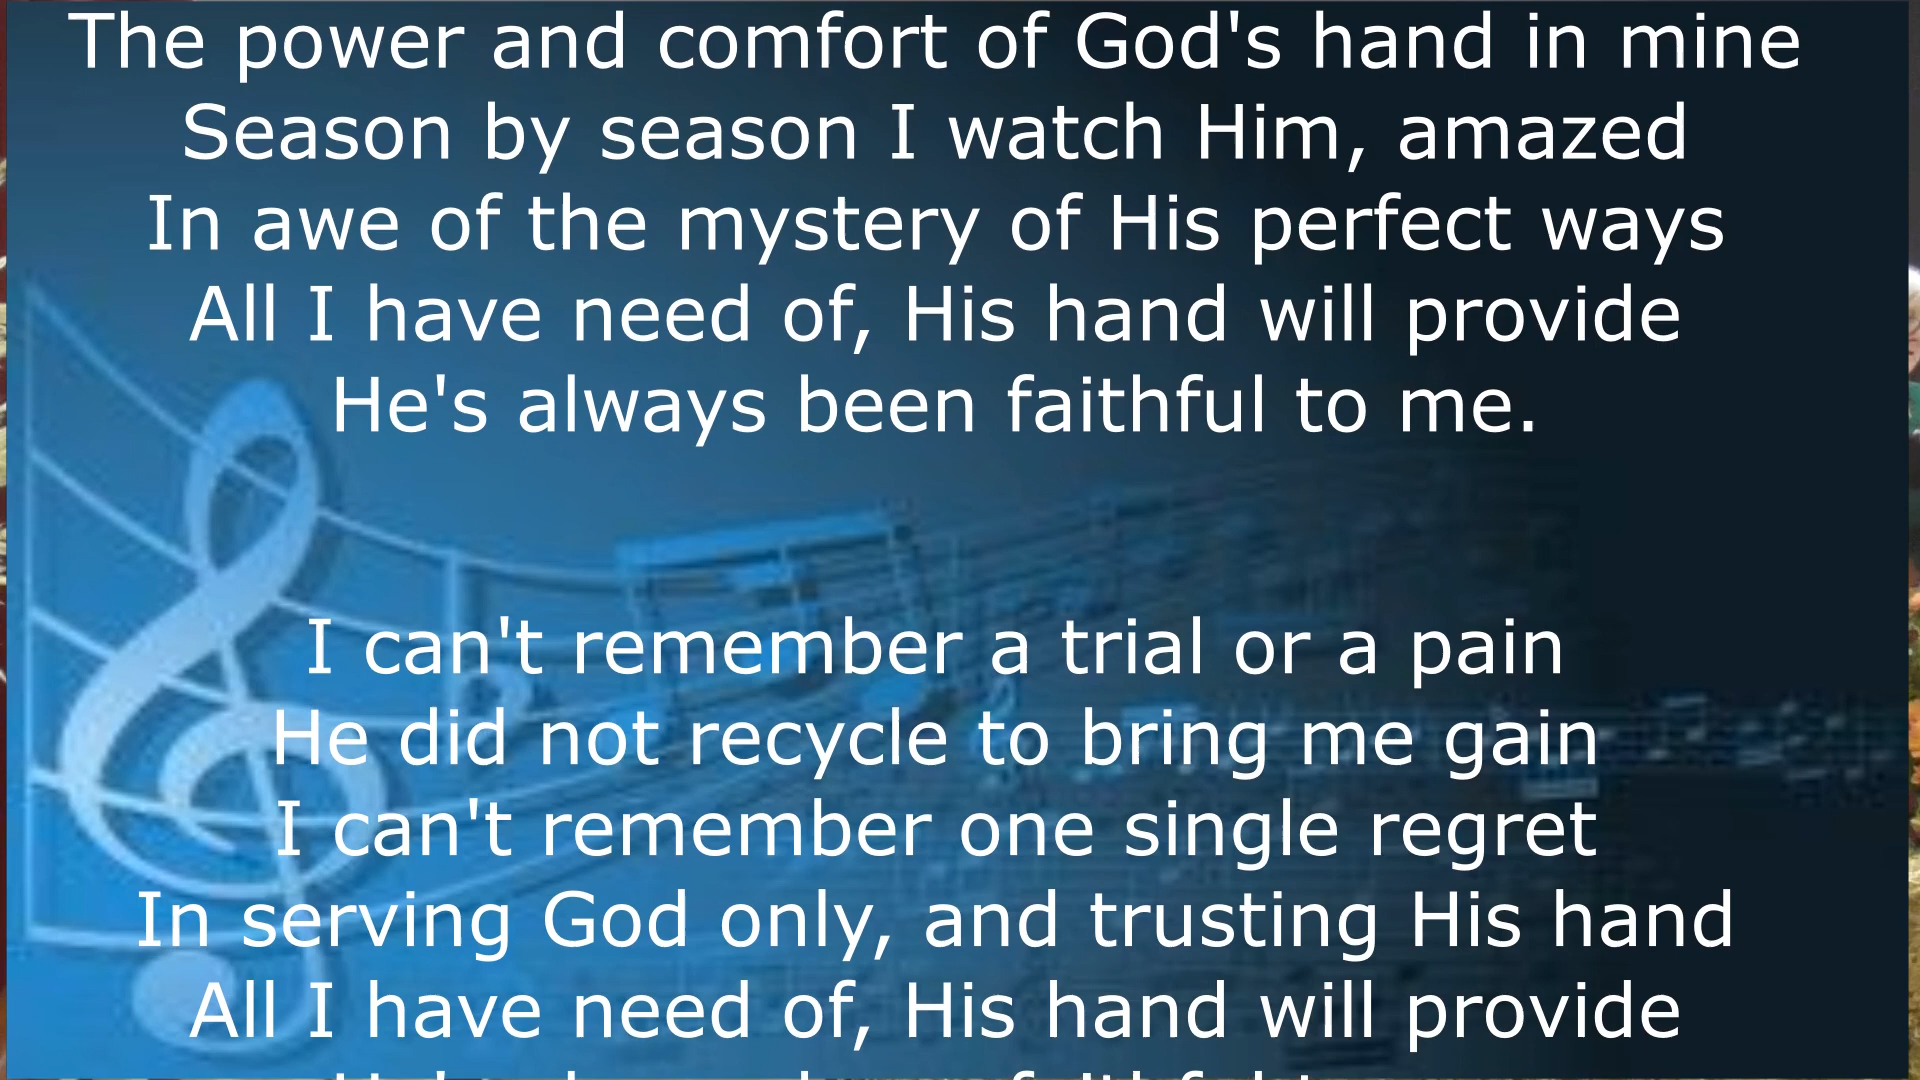 The power and comfort of God's hand in mine
Season by season I watch Him, amazed
In awe of the mystery of His perfect ways
All I have need of, His hand will provide
He's always been faithful to me.
I can't remember a trial or a pain
He did not recycle to bring me gain
I can't remember one single regret
In serving God only, and trusting His hand
All I have need of, His hand will provide